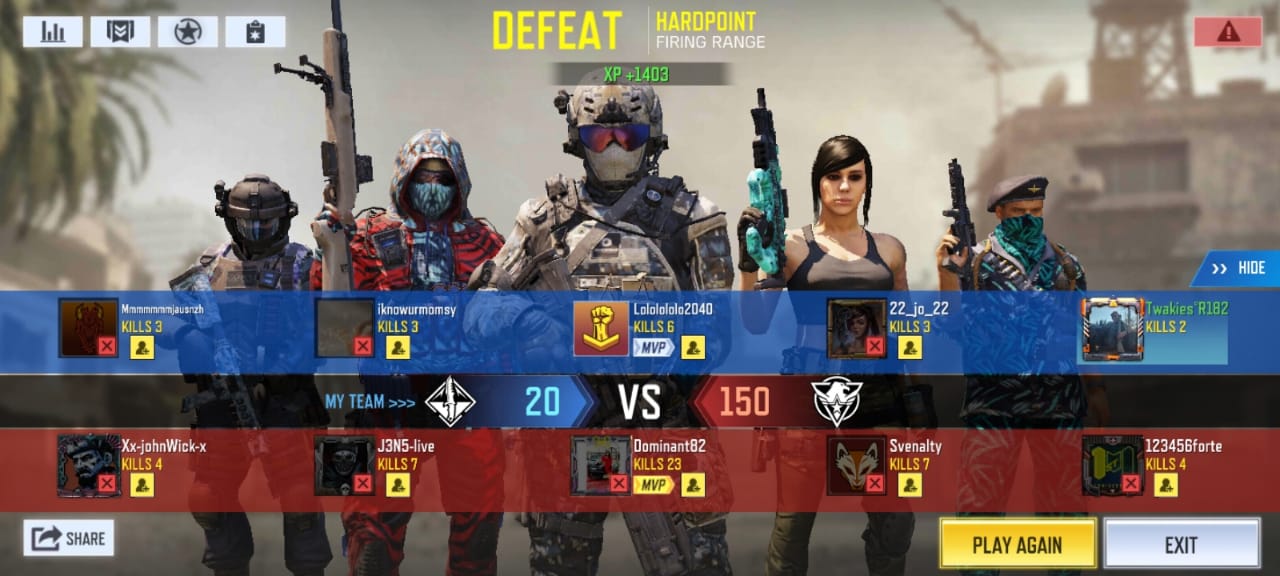 DEFEAT
HARDPOINT
FIRING RANGE
XP +1403
HIDE
Mmmmmmmjausnzh
KILLS 3
iknowurmomsy
KILLS 3
Lololololo2040
KILLS 6
MVP
22_jo_22
KILLS 3
Twakies°R182
KILLS 2
MY TEAM >>>
20
VS
150
Xx-johnWick-x
KILLS 4
J3N5-live
KILLS 7
Dominant82
KILLS 23
MVP
Svenalty
KILLS 7
123456forte
KILLS 4
SHARE
PLAY AGAIN
EXIT